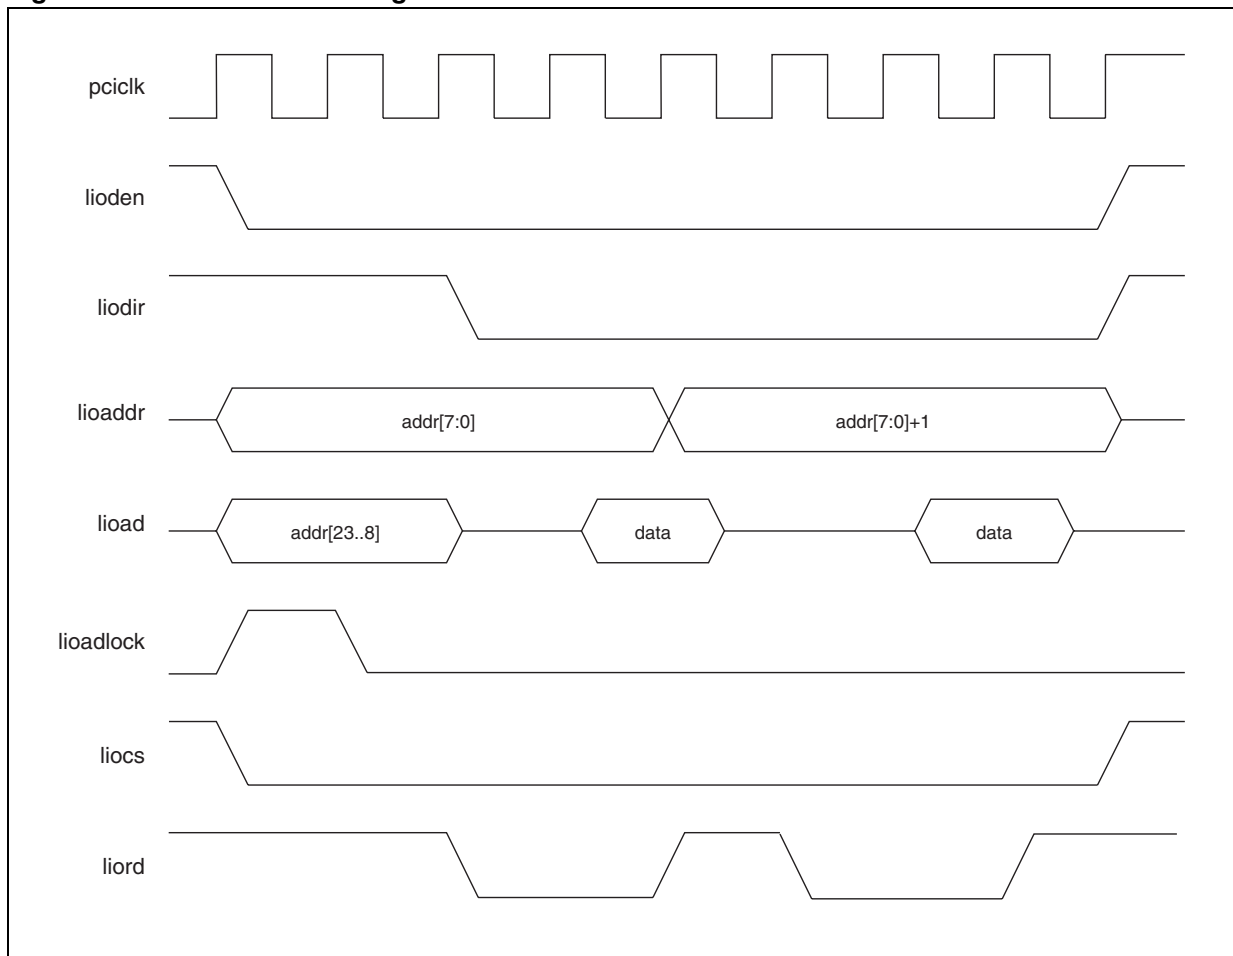 pciclk
lioden
liodir
lioaddr
addr[7:0]
addr[7:0]+1
lioad
addr[23..8]
data
data
lioadlock
liocs
liord